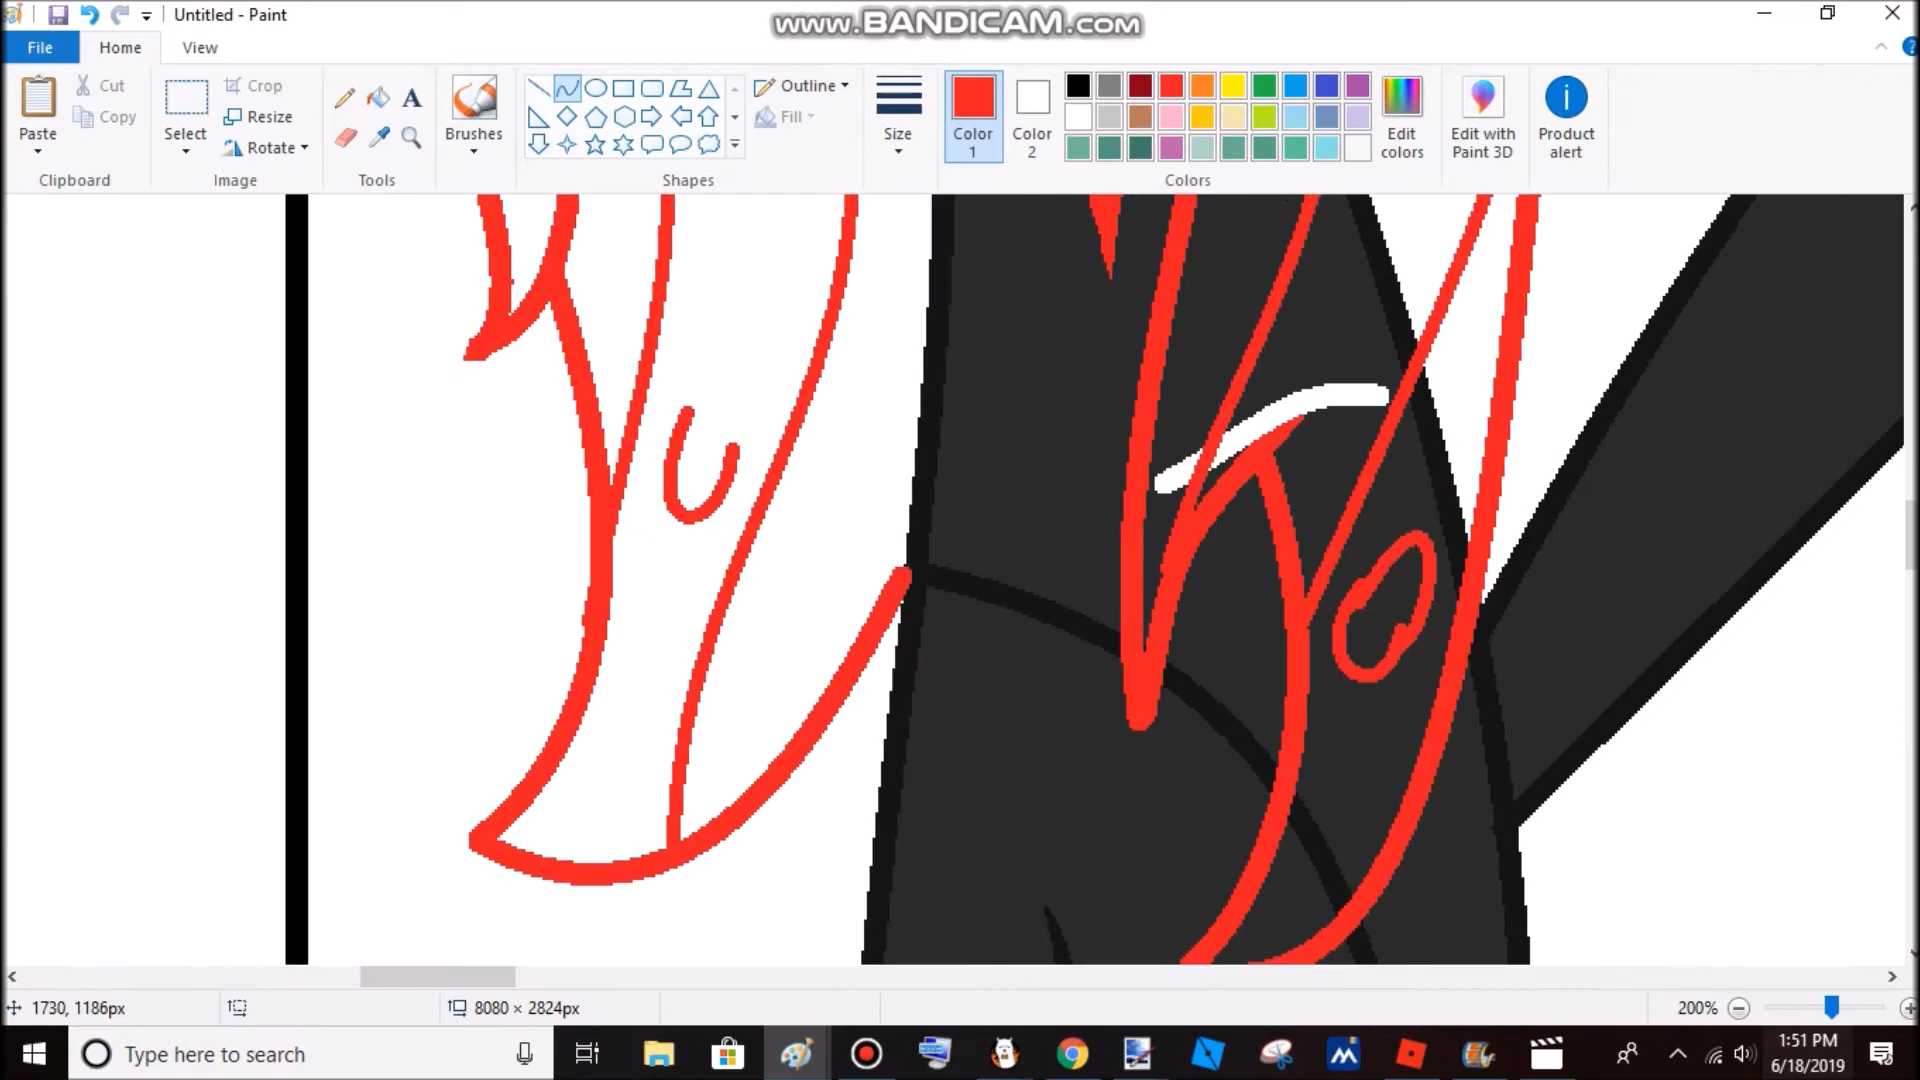 Untitled - Paint
www.BANDICAM.com
File Home View
Paste
Cut
Copy
Clipboard
Select
Crop
Resize
Rotate
Image
A
Tools
Brushes
Shapes
Outline
Fill
Size
Color 1
Color 2
Colors
Edit colors
Edit with Paint 3D
Product alert
1730, 1186px
8080 × 2824px
200%
Type here to search
1:51 PM
6/18/2019